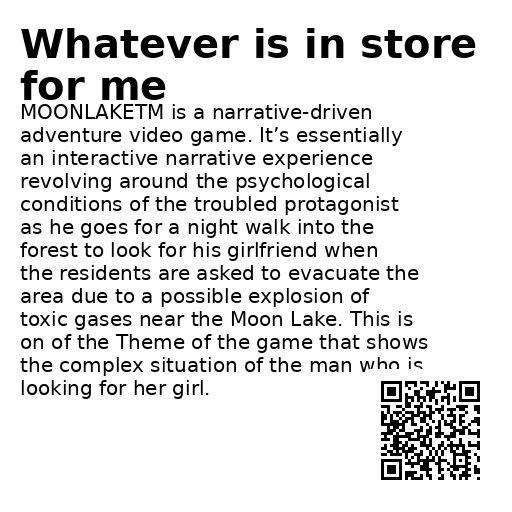 Whatever is in store
for me
MOONLAKETM is a narrative-driven
adventure video game. It’s essentially
an interactive narrative experience
revolving around the psychological
conditions of the troubled protagonist
as he goes for a night walk into the
forest to look for his girlfriend when
the residents are asked to evacuate the
area due to a possible explosion of
toxic gases near the Moon Lake. This is
on of the Theme of the game that shows
the complex situation of the man who is
looking for her girl.